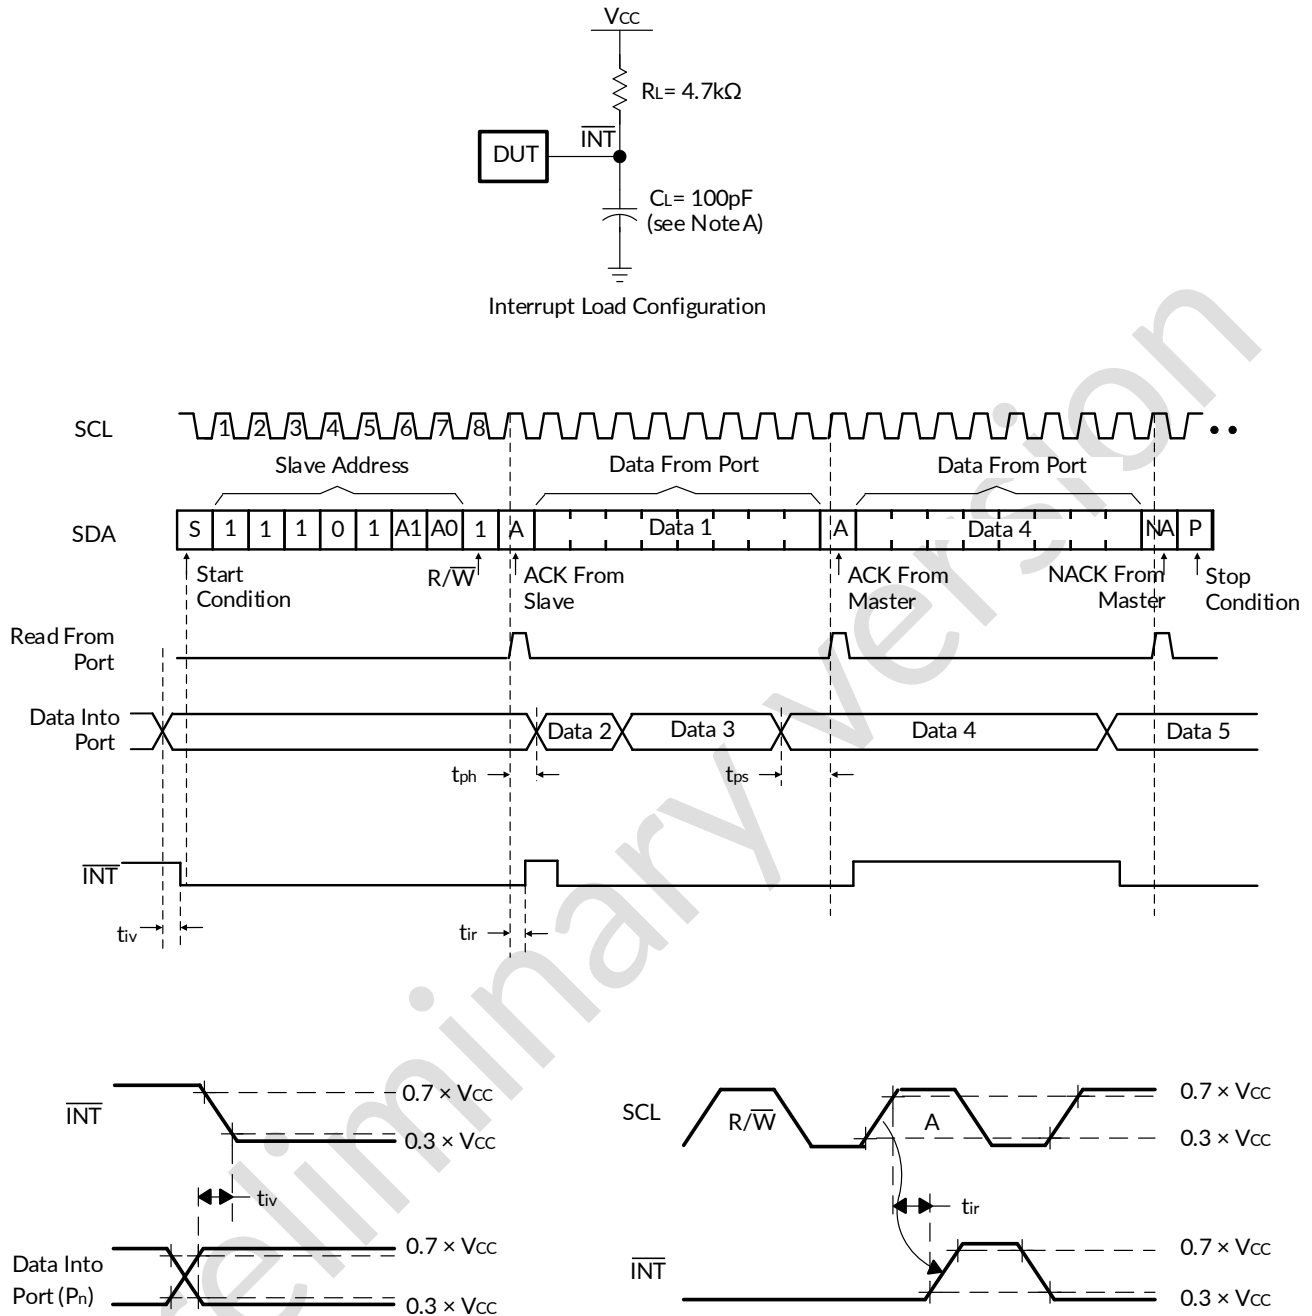 VCC
RL= 4.7kΩ
INT
DUT
CL= 100pF
(see Note A)
Interrupt Load Configuration
SCL
1 2 3 4 5 6 7 8
Slave Address
Data From Port
Data From Port
SDA
S 1 1 1 0 1 A1 A0 1 A Data 1 A Data 4 NA P
Start
Condition
R/W
ACK From
Slave
ACK From
Master
NACK From
Master
Stop
Condition
Read From
Port
Data Into
Port
Data 2 Data 3 Data 4 Data 5
tph
tps
INT
tiv
tir
INT
0.7 × VCC
0.3 × VCC
tiv
Data Into
Port (Pn)
0.7 × VCC
0.3 × VCC
SCL
R/W
A
0.7 × VCC
0.3 × VCC
tir
INT
0.7 × VCC
0.3 × VCC
reliminary version